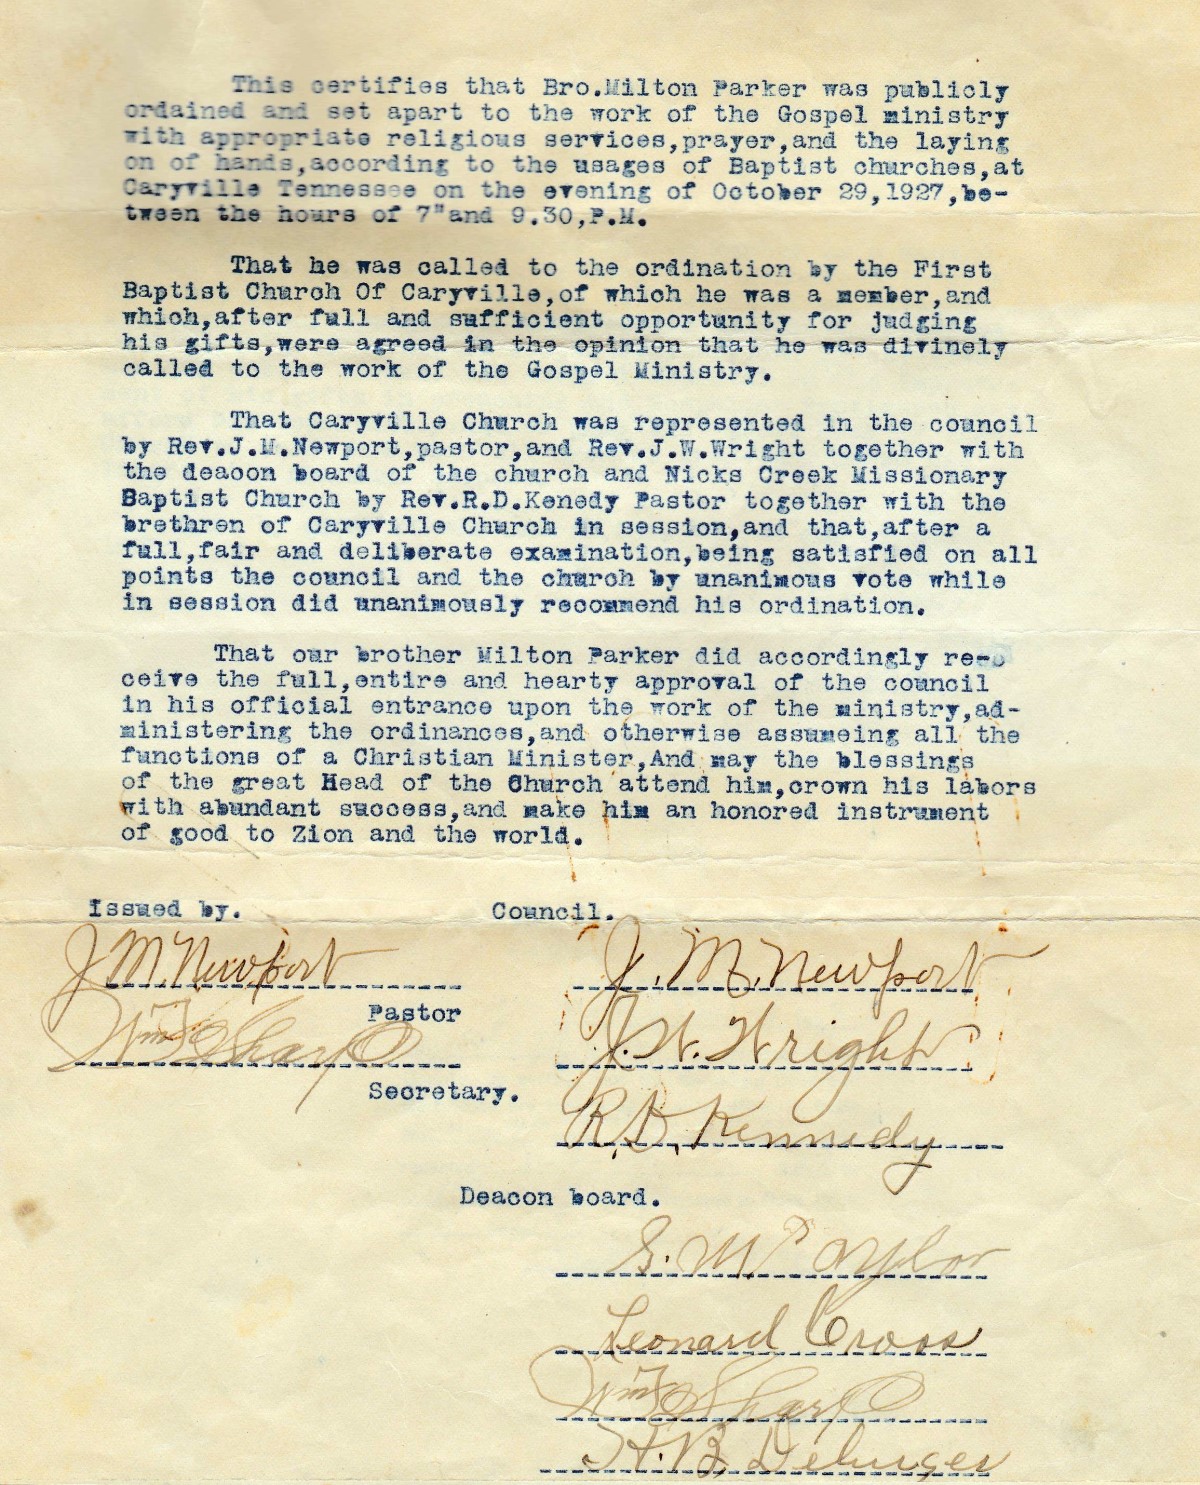 This certifies that Bro.Milton Parker was publicly
ordained and set apart to the work of the Gospel ministry
with appropriate religious services,prayer,and the laying
on of hands,according to the usages of Baptist churches,at
Caryville Tennessee on the evening of October 29,1927,be-
tween the hours of 7"and 9.30,P.M.
That he was called to the ordination by the First
Baptist Church Of Caryville,of which he was a member,and
which,after full and sufficient opportunity for judging
his gifts,were agreed in the opinion that he was divinely
called to the work of the Gospel Ministry.
That Caryville Church was represented in the council
by Rev.J.M.Newport,pastor,and Rev.J.W.Wright together with
the deacon board of the church and Nicks Creek Missionary
Baptist Church by Rev.R.D.Kenedy Pastor together with the
brethren of Caryville Church in session,and that,after a
full,fair and deliberate examination,being satisfied on all
points the council and the church by unanimous vote while
in session did unanimously recommend his ordination.
That our brother Milton Parker did accordingly re-
ceive the full,entire and hearty approval of the council
in his official entrance upon the work of the ministry,ad-
ministering the ordinances,and otherwise assumeing all the
functions of a Christian Minister,And may the blessings
of the great Head of the Church attend him,crown his labors
with abundant success,and make him an honored instrument
of good to Zion and the world.
Issued by. Council.
J M. Newport J. M. Newport
Pastor
Wm Sharp J. W. Wright
Secretary.
R. D. Kennedy
Deacon board.
S. M Taylor
Leonard Cross
Wm Sharp
H. B.